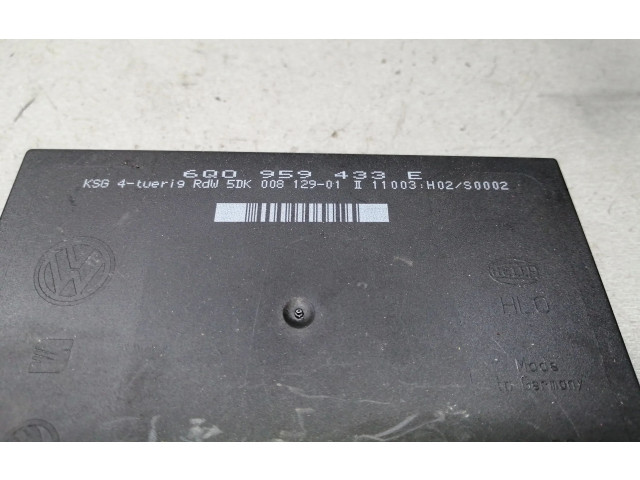 6Q0 959 433 E
KSG 4-tuerig RdW 5DK 008 129-01 II 11003:H02/S0002
VW
HELLA
Made
in Germany